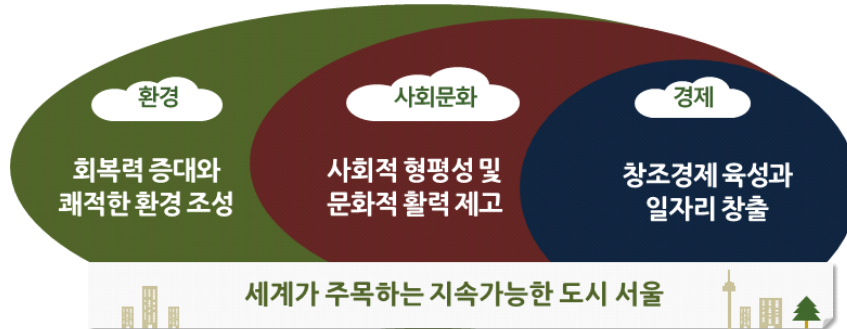 환경
회복력 증대와
쾌적한 환경 조성
사회문화
사회적 형평성 및
문화적 활력 제고
경제
창조경제 육성과
일자리 창출
세계가 주목하는 지속가능한 도시 서울